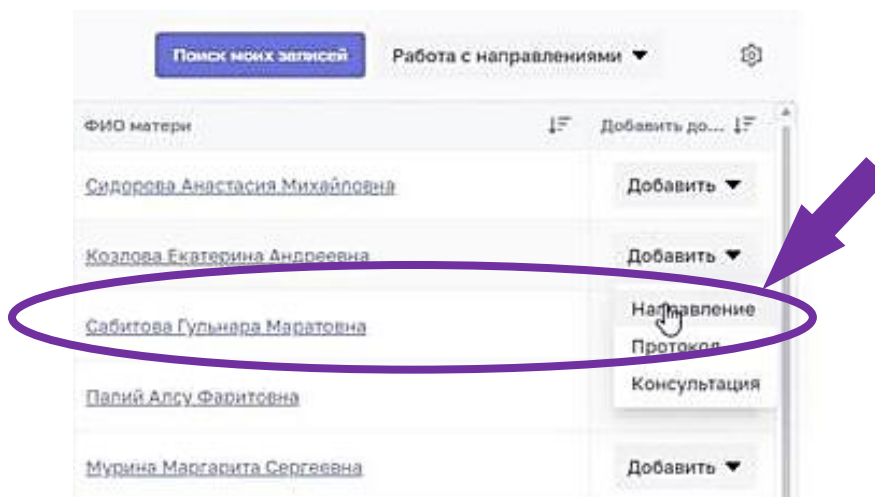 Поиск моих записей Работа с направлениями
ФИО матери Добавить до...
Сидорова Анастасия Михайловна Добавить
Козлова Екатерина Андреевна Добавить
Направление
Сабитова Гульнара Маратовна
Протокол
Консультация
Палий Алсу Фаритовна
Мурина Маргарита Сергеевна Добавить